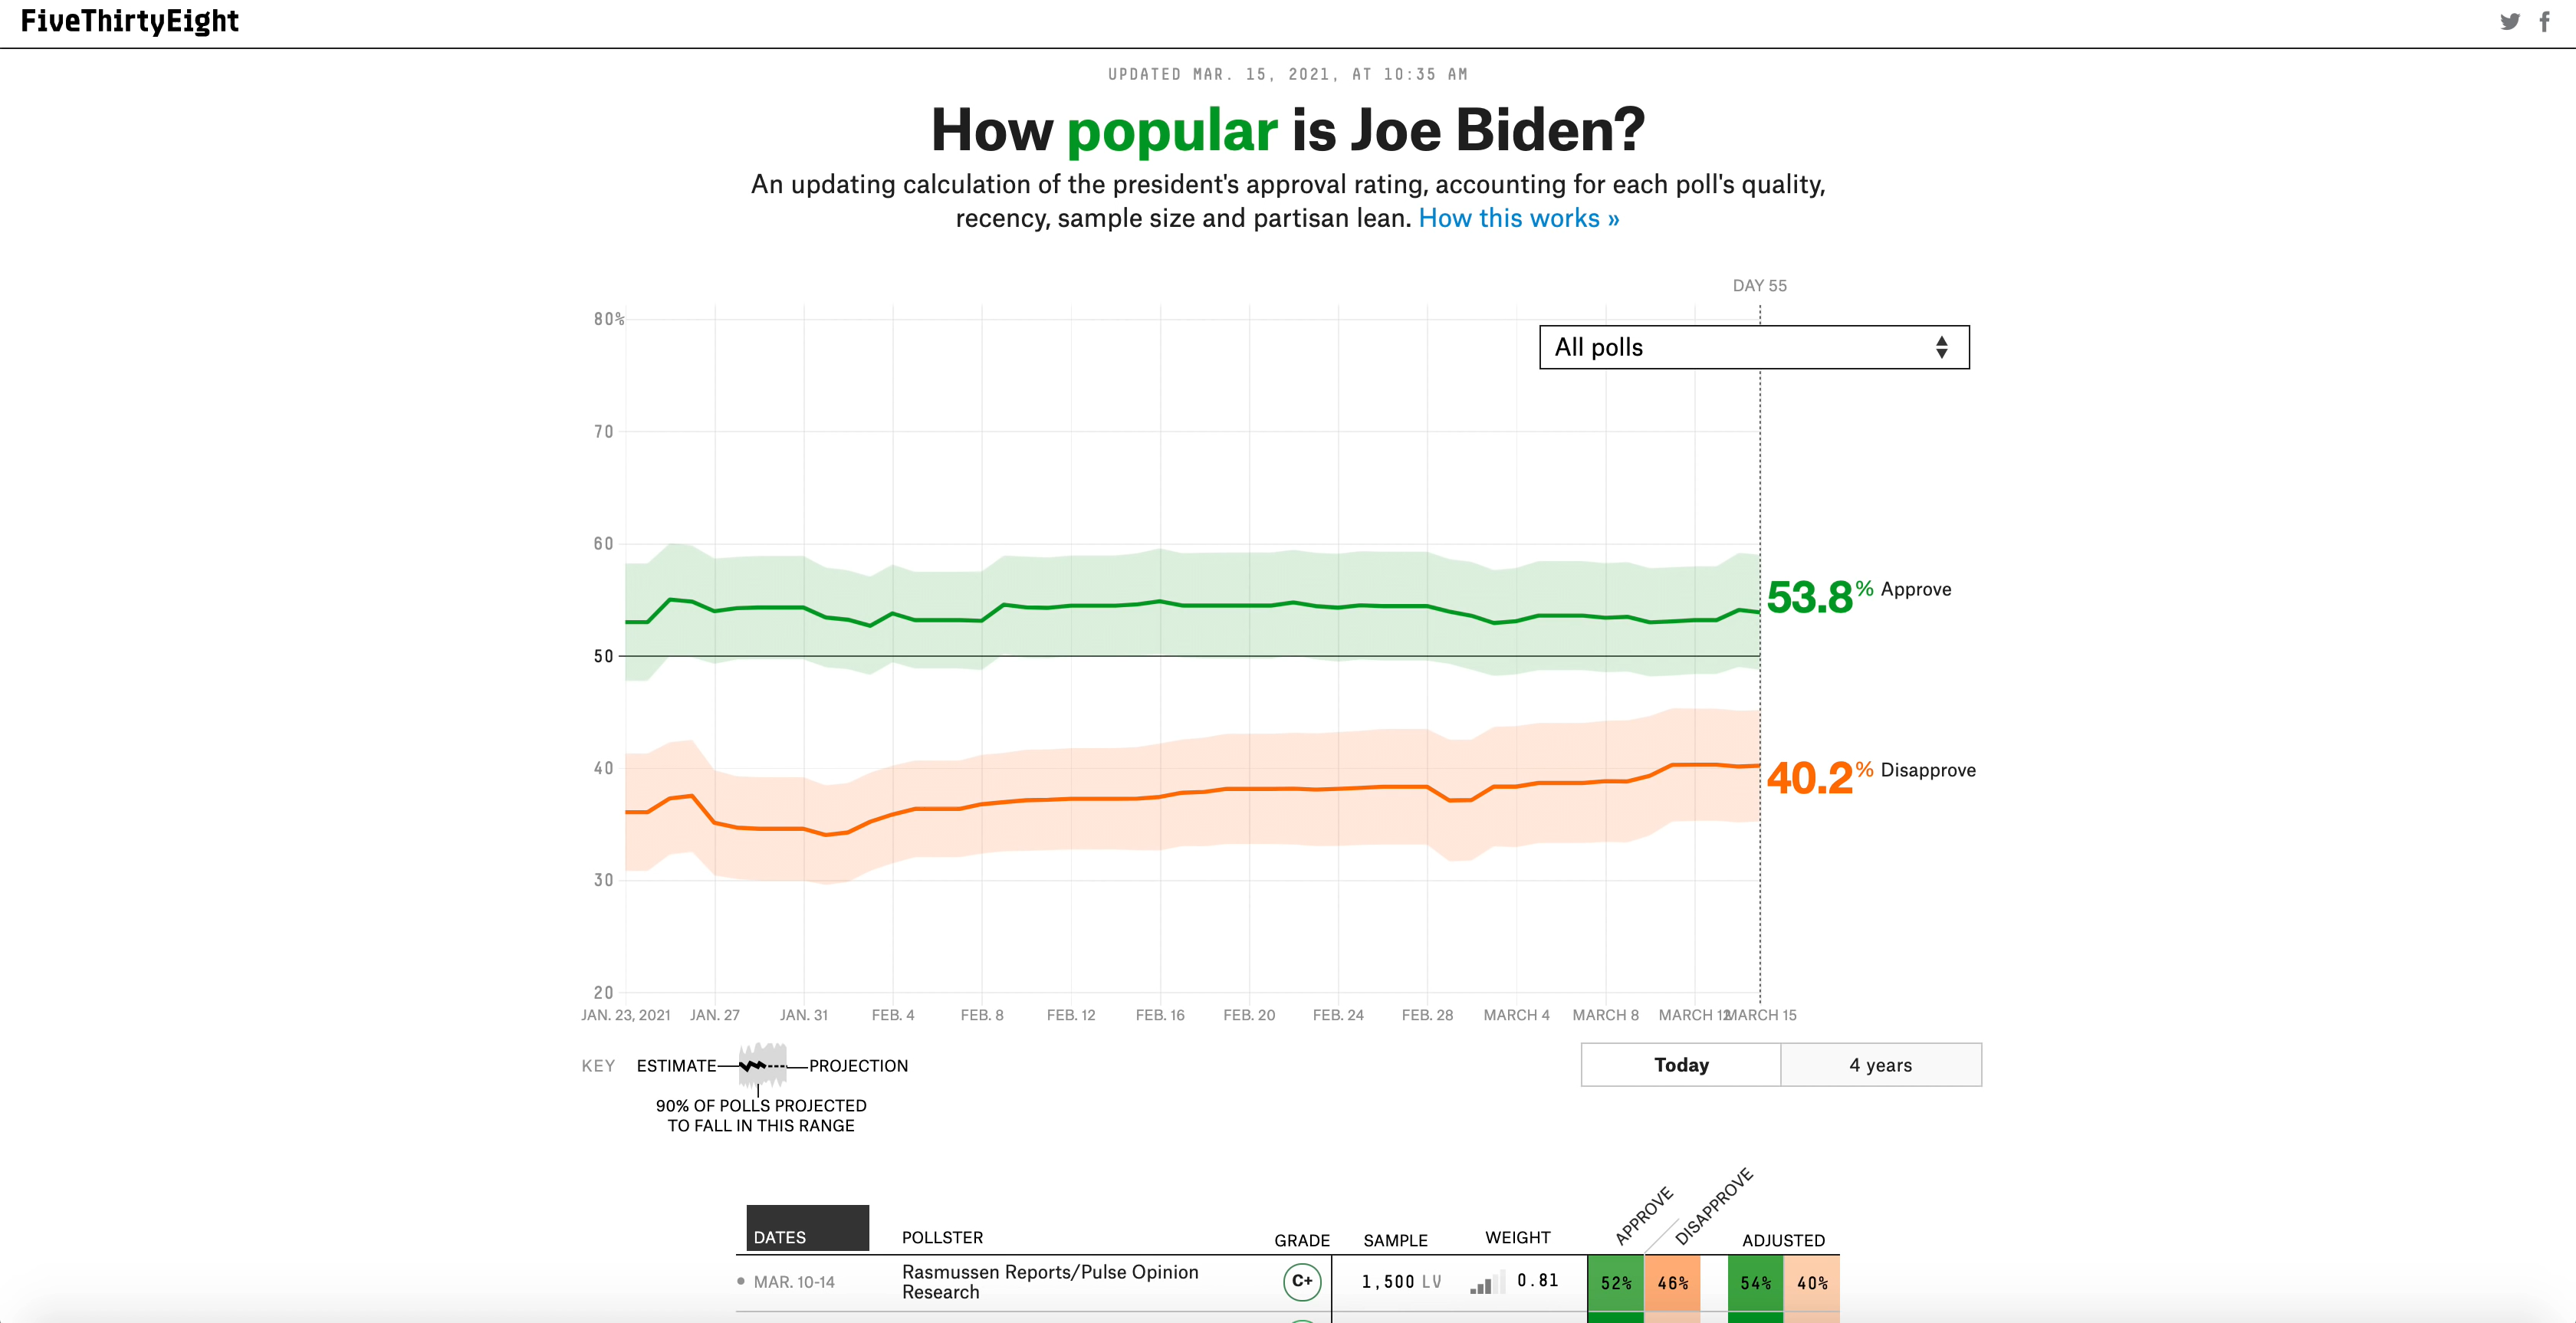 FiveThirtyEight
UPDATED MAR. 15, 2021, AT 10:35 AM
How popular is Joe Biden?
An updating calculation of the president's approval rating, accounting for each poll's quality,
recency, sample size and partisan lean. How this works »
DAY 55
80%
All polls
70
60
53.8% Approve
50
40
40.2% Disapprove
30
20
JAN. 23, 2021 JAN. 27 JAN. 31 FEB. 4 FEB. 8 FEB. 12 FEB. 16 FEB. 20 FEB. 24 FEB. 28 MARCH 4 MARCH 8 MARCH 12 MARCH 15
KEY ESTIMATE PROJECTION
90% OF POLLS PROJECTED
TO FALL IN THIS RANGE
Today 4 years
DATES POLLSTER GRADE SAMPLE WEIGHT APPROVE DISAPPROVE ADJUSTED
MAR. 10-14 Rasmussen Reports/Pulse Opinion
Research C+ 1,500 LV 0.81 52% 46% 54% 40%